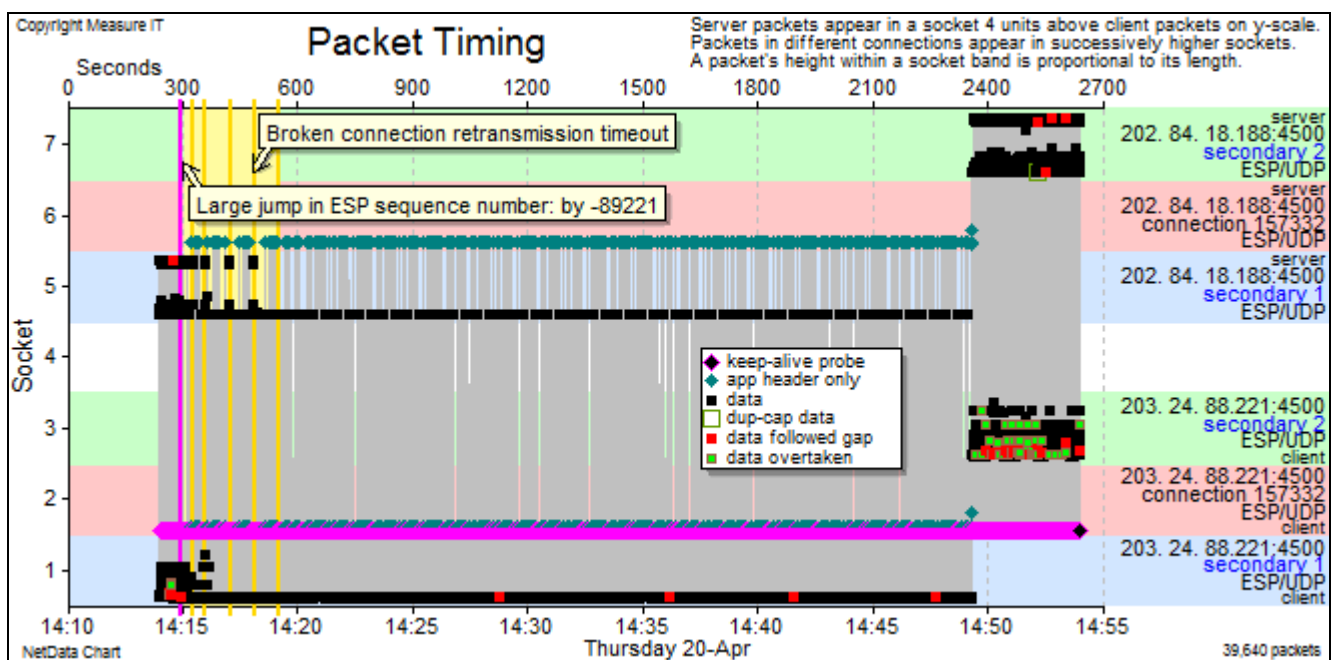 Copyright Measure IT
Packet Timing
Server packets appear in a socket 4 units above client packets on y-scale.
Packets in different connections appear in successively higher sockets.
A packet's height within a socket band is proportional to its length.
Seconds
0 300 600 900 1200 1500 1800 2100 2400 2700
Broken connection retransmission timeout
Large jump in ESP sequence number: by -89221
Socket
7
6
5
4
3
2
1
server
202. 84. 18.188:4500
secondary 2
ESP/UDP
server
202. 84. 18.188:4500
connection 157332
ESP/UDP
server
202. 84. 18.188:4500
secondary 1
ESP/UDP
keep-alive probe
app header only
data
dup-cap data
data followed gap
data overtaken
203. 24. 88.221:4500
secondary 2
ESP/UDP
client
203. 24. 88.221:4500
connection 157332
ESP/UDP
client
203. 24. 88.221:4500
secondary 1
ESP/UDP
client
14:10 14:15 14:20 14:25 14:30 14:35 14:40 14:45 14:50 14:55
Thursday 20-Apr
NetData Chart
39,640 packets